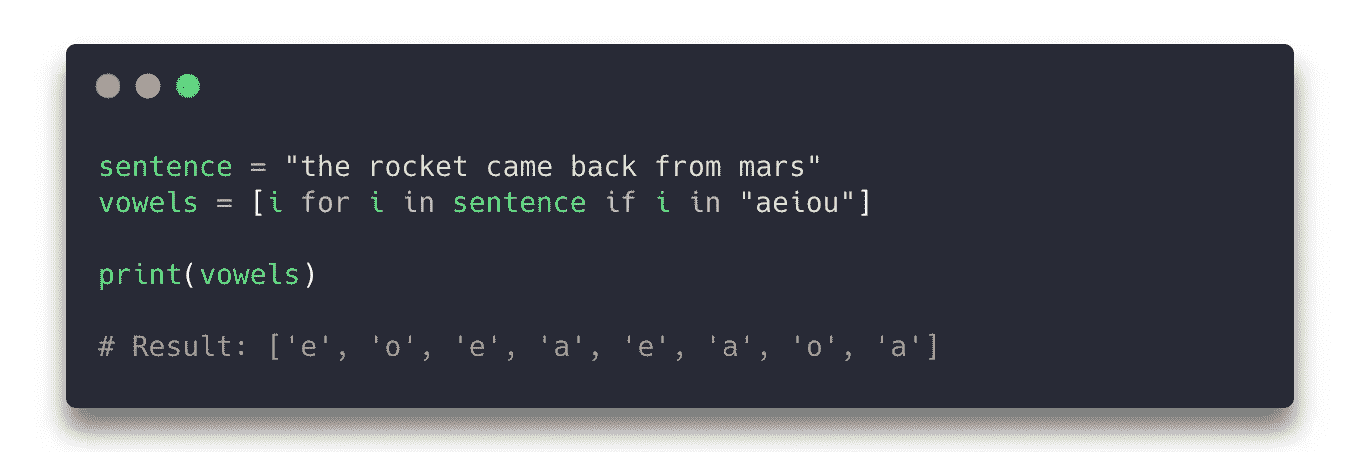 sentence = "the rocket came back from mars"
vowels = [i for i in sentence if i in "aeiou"]
print(vowels)
# Result: ['e', 'o', 'e', 'a', 'e', 'a', 'o', 'a']